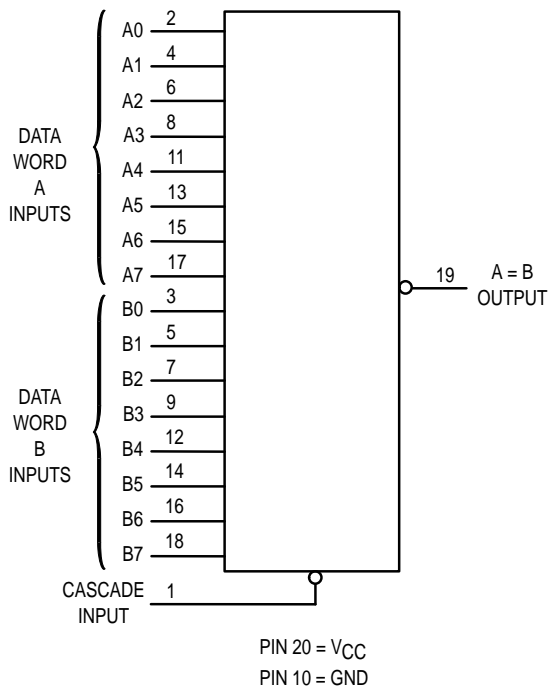 A0 2
A1 4
A2 6
A3 8
A4 11
A5 13
A6 15
A7 17
DATA
WORD
A
INPUTS
B0 3
B1 5
B2 7
B3 9
B4 12
B5 14
B6 16
B7 18
DATA
WORD
B
INPUTS
19 A = B
OUTPUT
CASCADE 1
INPUT
PIN 20 = VCC
PIN 10 = GND